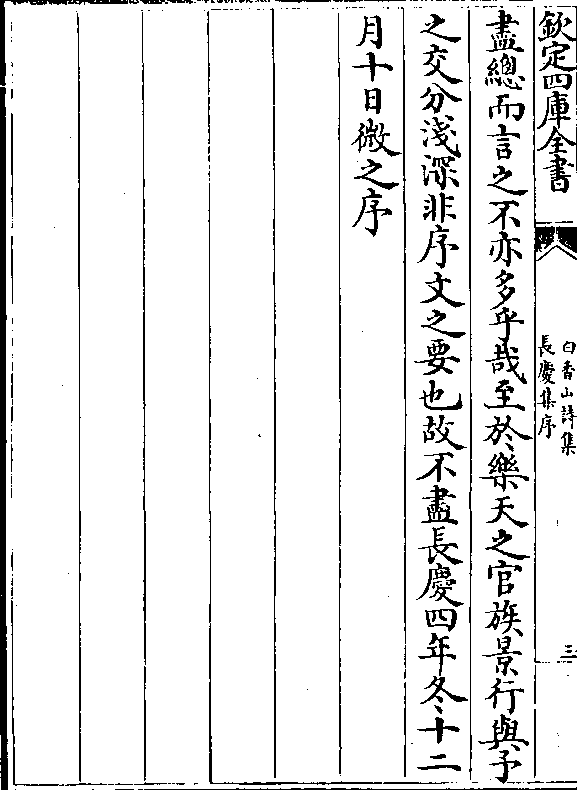 欽定四庫全書
白香山詩集
長慶集序
三
盡總而言之不亦多乎哉至於樂天之官族景行與予
之交分淺深非序文之要也故不盡長慶四年冬十二
月十日微之序